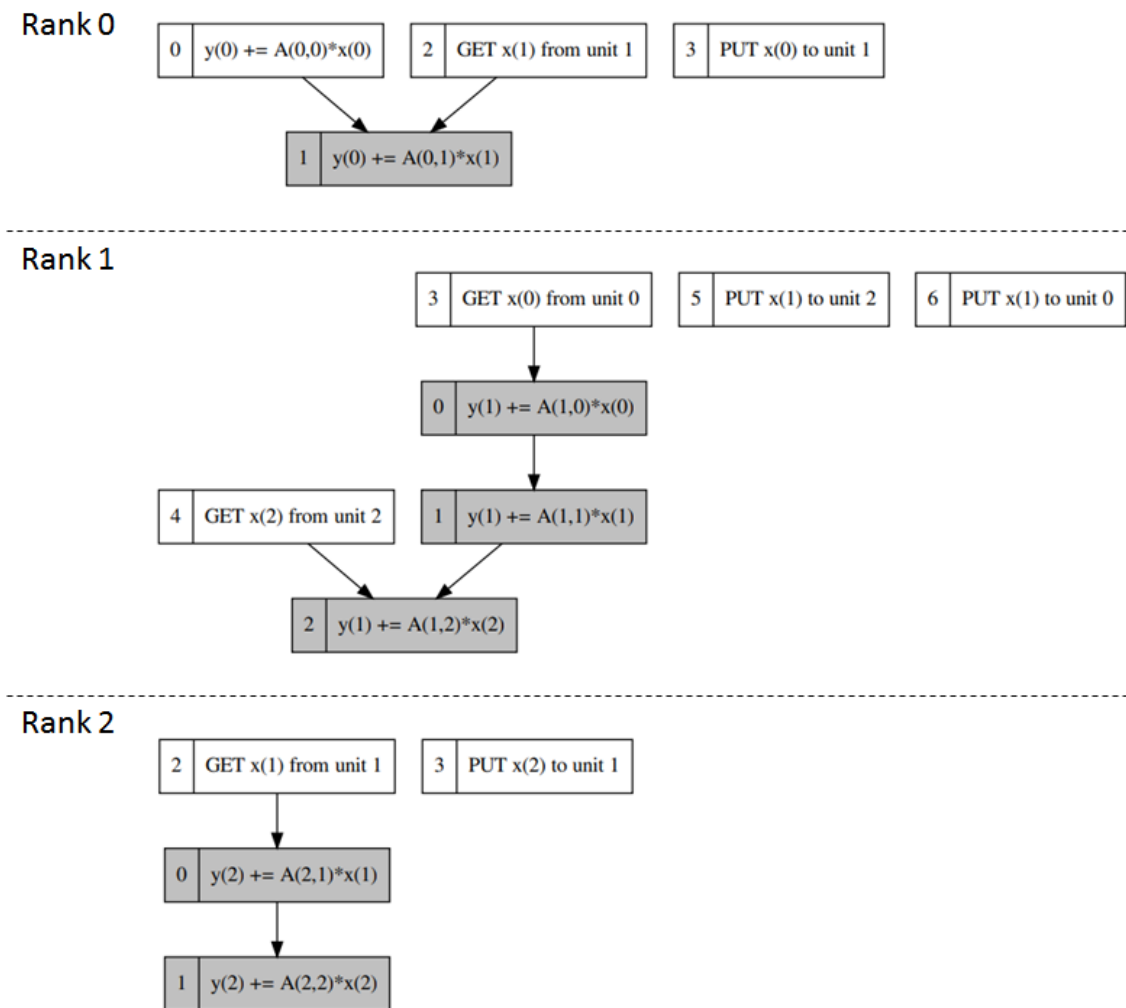 Rank 0
0 y(0) += A(0,0)*x(0)
2 GET x(1) from unit 1
3 PUT x(0) to unit 1
1 y(0) += A(0,1)*x(1)
Rank 1
3 GET x(0) from unit 0
5 PUT x(1) to unit 2
6 PUT x(1) to unit 0
0 y(1) += A(1,0)*x(0)
4 GET x(2) from unit 2
1 y(1) += A(1,1)*x(1)
2 y(1) += A(1,2)*x(2)
Rank 2
2 GET x(1) from unit 1
3 PUT x(2) to unit 1
0 y(2) += A(2,1)*x(1)
1 y(2) += A(2,2)*x(2)